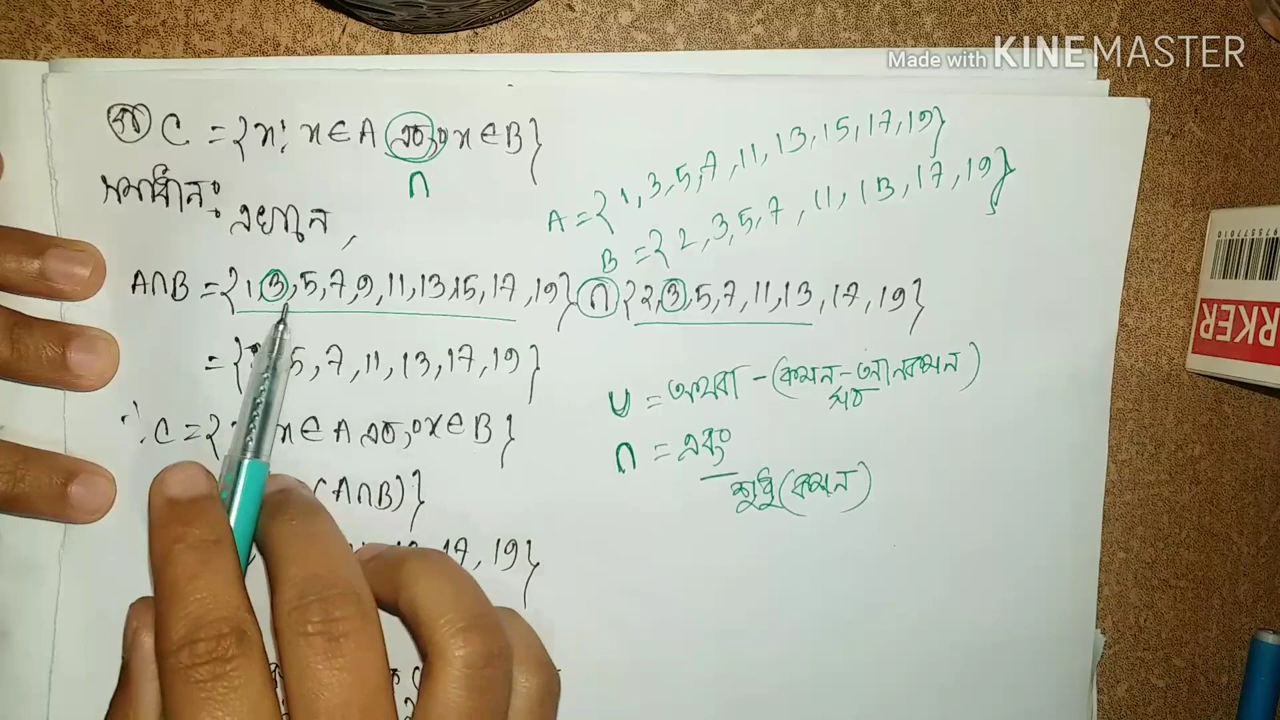 Made with KINEMASTER
C = {x: x∈A এবং x∈B}
∩
সমাধান:
এখানে,
A = {1, 3, 5, 7, 11, 13, 15, 17, 19}
B = {2, 3, 5, 7, 11, 13, 17, 19}
A∩B = {1, 3, 5, 7, 9, 11, 13, 15, 17, 19} ∩ {2, 3, 5, 7, 11, 13, 17, 19}
= { 5, 7, 11, 13, 17, 19}
∴ C = { x∈A এবং x∈B}
(A∩B)}
17, 19}
U = অথবা - (কমন - আনকমন)
সব
∩ = এবং
শুধু (কমন)
RKER